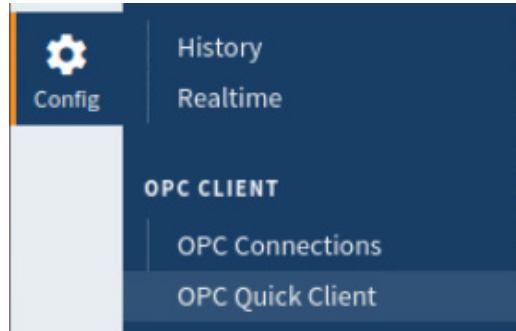 Config
History
Realtime
OPC CLIENT
OPC Connections
OPC Quick Client